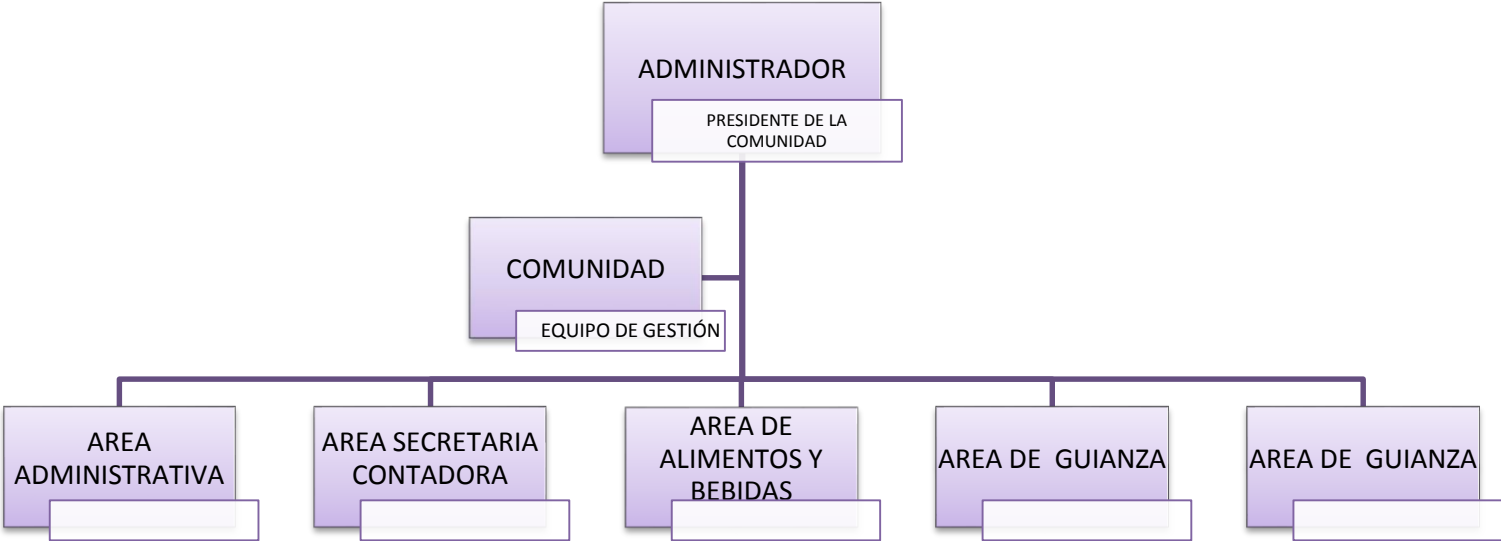 ADMINISTRADOR
PRESIDENTE DE LA
COMUNIDAD
COMUNIDAD
EQUIPO DE GESTIÓN
AREA
ADMINISTRATIVA
AREA SECRETARIA
CONTADORA
AREA DE
ALIMENTOS Y
BEBIDAS
AREA DE  GUIANZA
AREA DE  GUIANZA